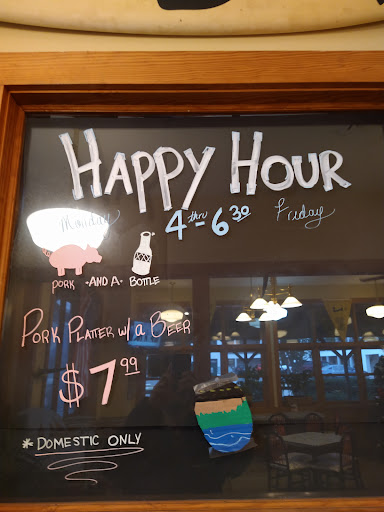 HAPPY HOUR
Monday 4 thru 6 30 Friday
PORK - AND A - BOTTLE
PORK PLATTER w/ a BEER
$7.99
* DOMESTIC ONLY